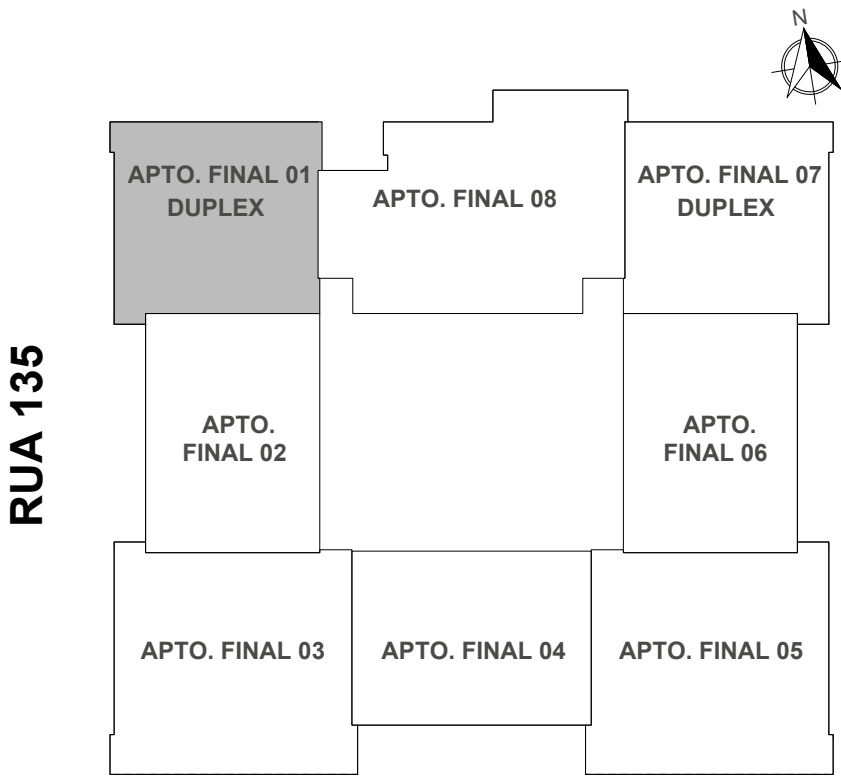 N
APTO. FINAL 01
DUPLEX
APTO. FINAL 08
APTO. FINAL 07
DUPLEX
RUA 135
APTO.
FINAL 02
APTO.
FINAL 06
APTO. FINAL 03
APTO. FINAL 04
APTO. FINAL 05